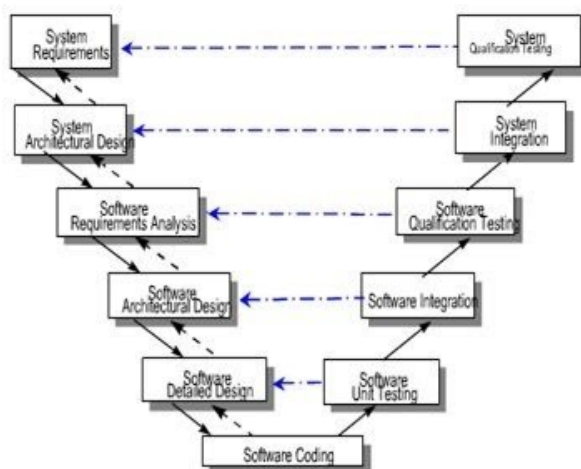 System
Requirements
System
Qualification Testing
System
Architectural Design
System
Integration
Software
Requirements Analysis
Software
Qualification Testing
Software
Architectural Design
Software Integration
Software
Detailed Design
Software
Unit Testing
Software Coding